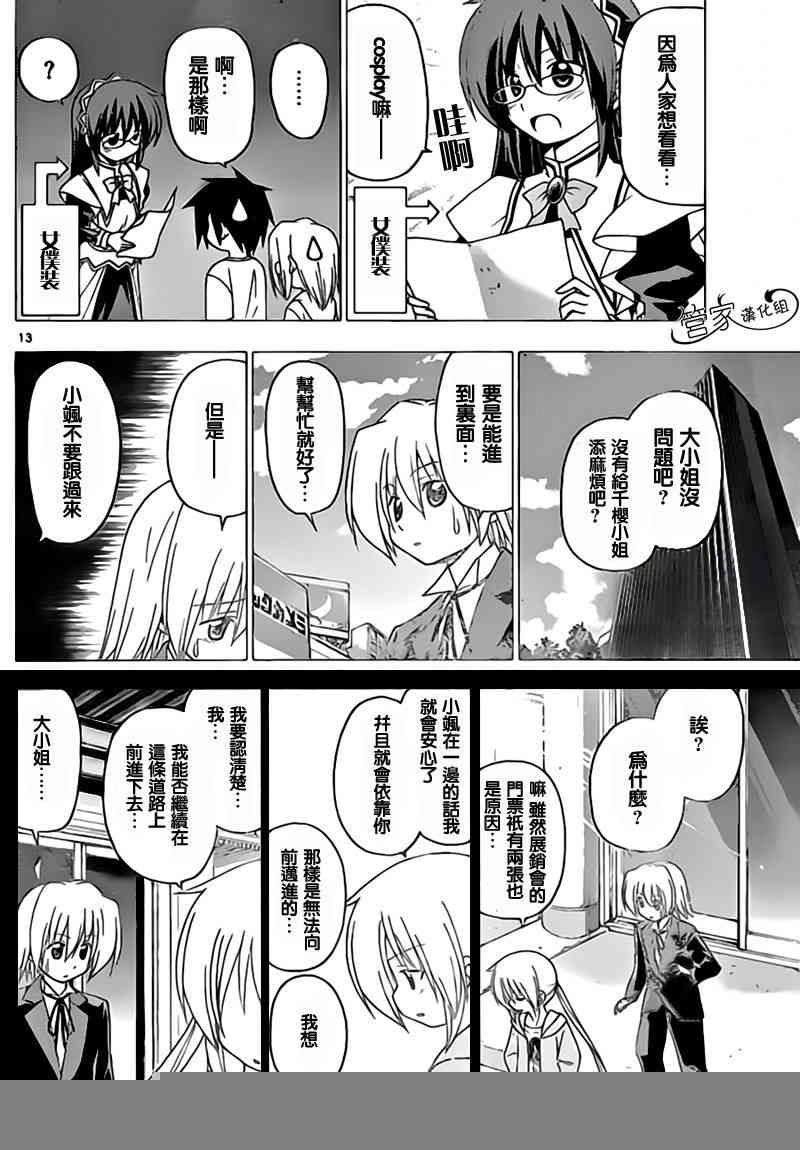 因為人家想看看…
cosplay嘛——
哇啊
女僕裝
……
啊…
是那樣啊
？
女僕裝
管家
漢化組
13
大小姐沒
問題吧？
沒有給千櫻小姐
添麻煩吧？
要是能進
到裏面…
幫幫忙就好了…
但是——
小颯不要跟過來
誒？
為什麼？
嘛 雖然展銷會的
門票衹有兩張也
是原因…
小颯在一邊的話我
就會安心了
并且就會依靠你
那樣是無法向
前邁進的…
我想
我要認清楚…
我…
我能否繼續在
這條道路上
前進下去…
大小姐……